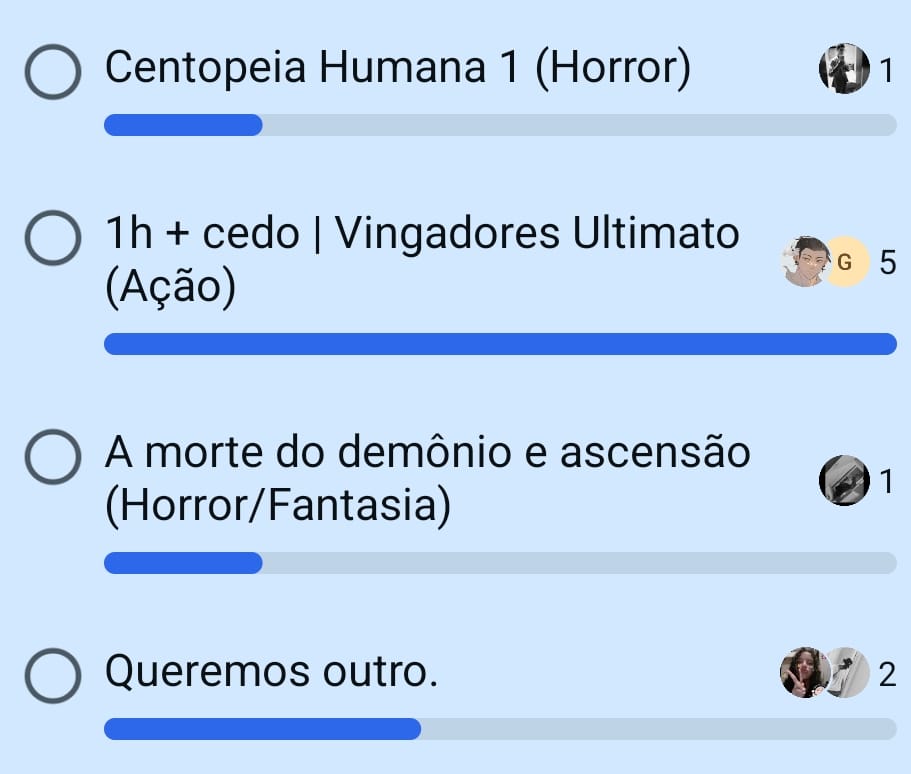 Centopeia Humana 1 (Horror)
1
1h + cedo | Vingadores Ultimato
(Ação)
G
5
A morte do demônio e ascensão
(Horror/Fantasia)
1
Queremos outro.
2